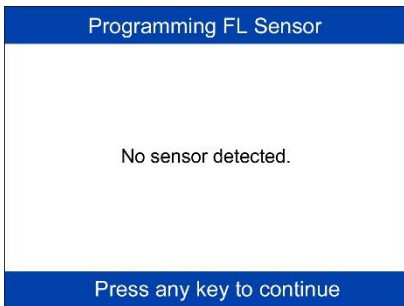 Programming FL Sensor
No sensor detected.
Press any key to continue